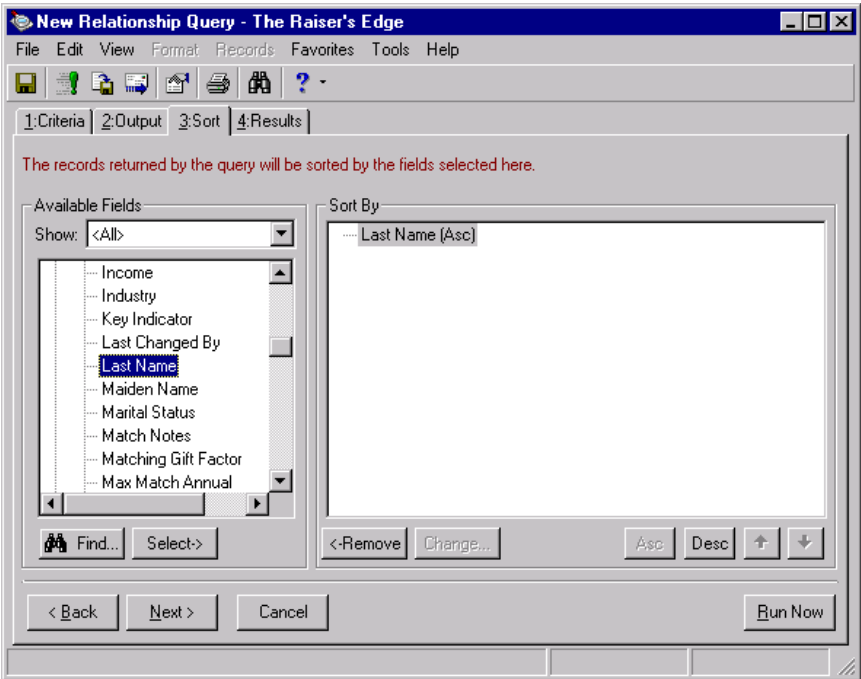 New Relationship Query - The Raiser's Edge
File Edit View Format Records Favorites Tools Help
?
1:Criteria 2:Output 3:Sort 4:Results
The records returned by the query will be sorted by the fields selected here.
Available Fields
Show: <All>
Income
Industry
Key Indicator
Last Changed By
Last Name
Maiden Name
Marital Status
Match Notes
Matching Gift Factor
Max Match Annual
Find... Select->
Sort By
Last Name (Asc)
<-Remove Change... Asc Desc
< Back Next > Cancel Run Now